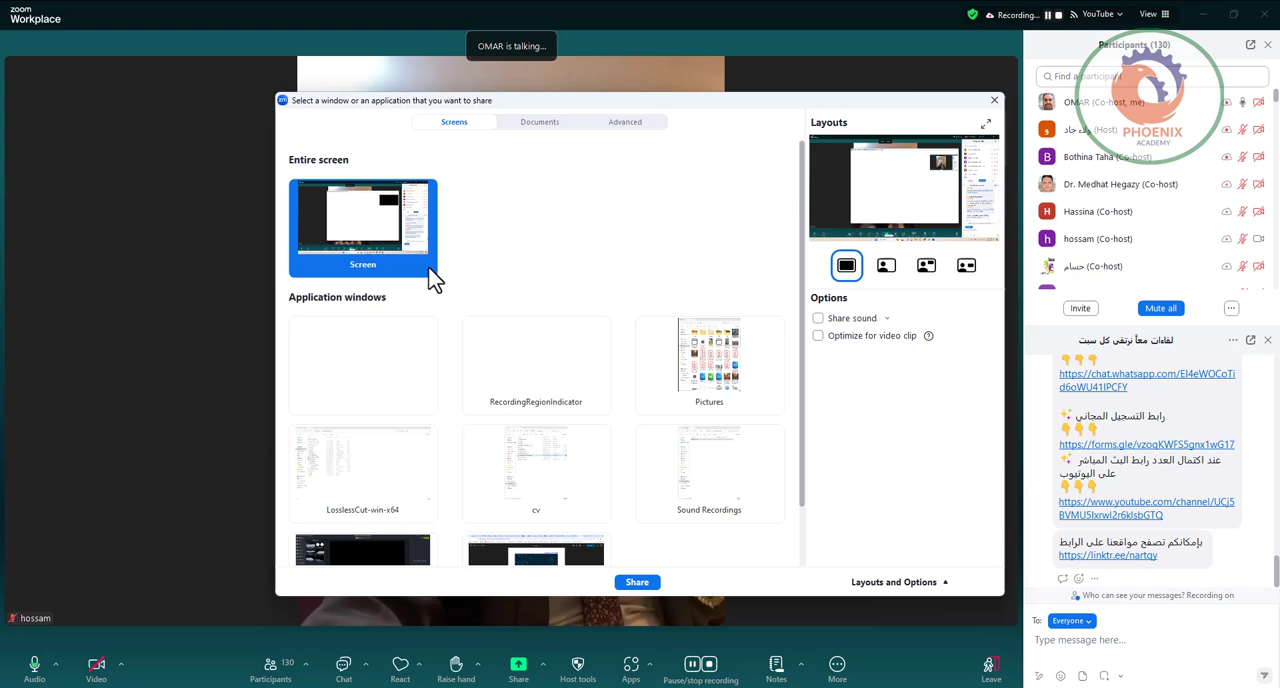 zoom
Workplace
Recording...
YouTube
View
OMAR is talking...
Select a window or an application that you want to share
Screens
Documents
Advanced
Entire screen
Screen
Application windows
RecordingRegionIndicator
Pictures
LosslessCut-win-x64
cv
Sound Recordings
Share
Layouts
Options
Share sound
Optimize for video clip
Layouts and Options
Participants (130)
Find a participant
OMAR (Co-host, me)
ولاء جاد (Host)
Bothina Taha (Co-host)
Dr. Medhat Hegazy (Co-host)
Hassina (Co-host)
hossam (Co-host)
حسام (Co-host)
PHOENIX
ACADEMY
Invite
Mute all
لقاءات معاً نرتقي كل سبت
https://chat.whatsapp.com/EI4eWOCoTi
d6oWU41IPCFY
رابط التسجيل المجاني
https://forms.gle/vzoqKWFS5gnx1w617
عند اكتمال العدد رابط البث المباشر
على اليوتيوب
https://www.youtube.com/channel/UCj5
BVMU5Ixrwl2r6kIsbGTQ
بإمكانكم تصفح مواقعنا على الرابط
https://linktr.ee/nartqy
Who can see your messages? Recording on
To:
Everyone
Type message here...
hossam
Audio
Video
130
Participants
Chat
React
Raise hand
Share
Host tools
Apps
Pause/stop recording
Notes
More
Leave